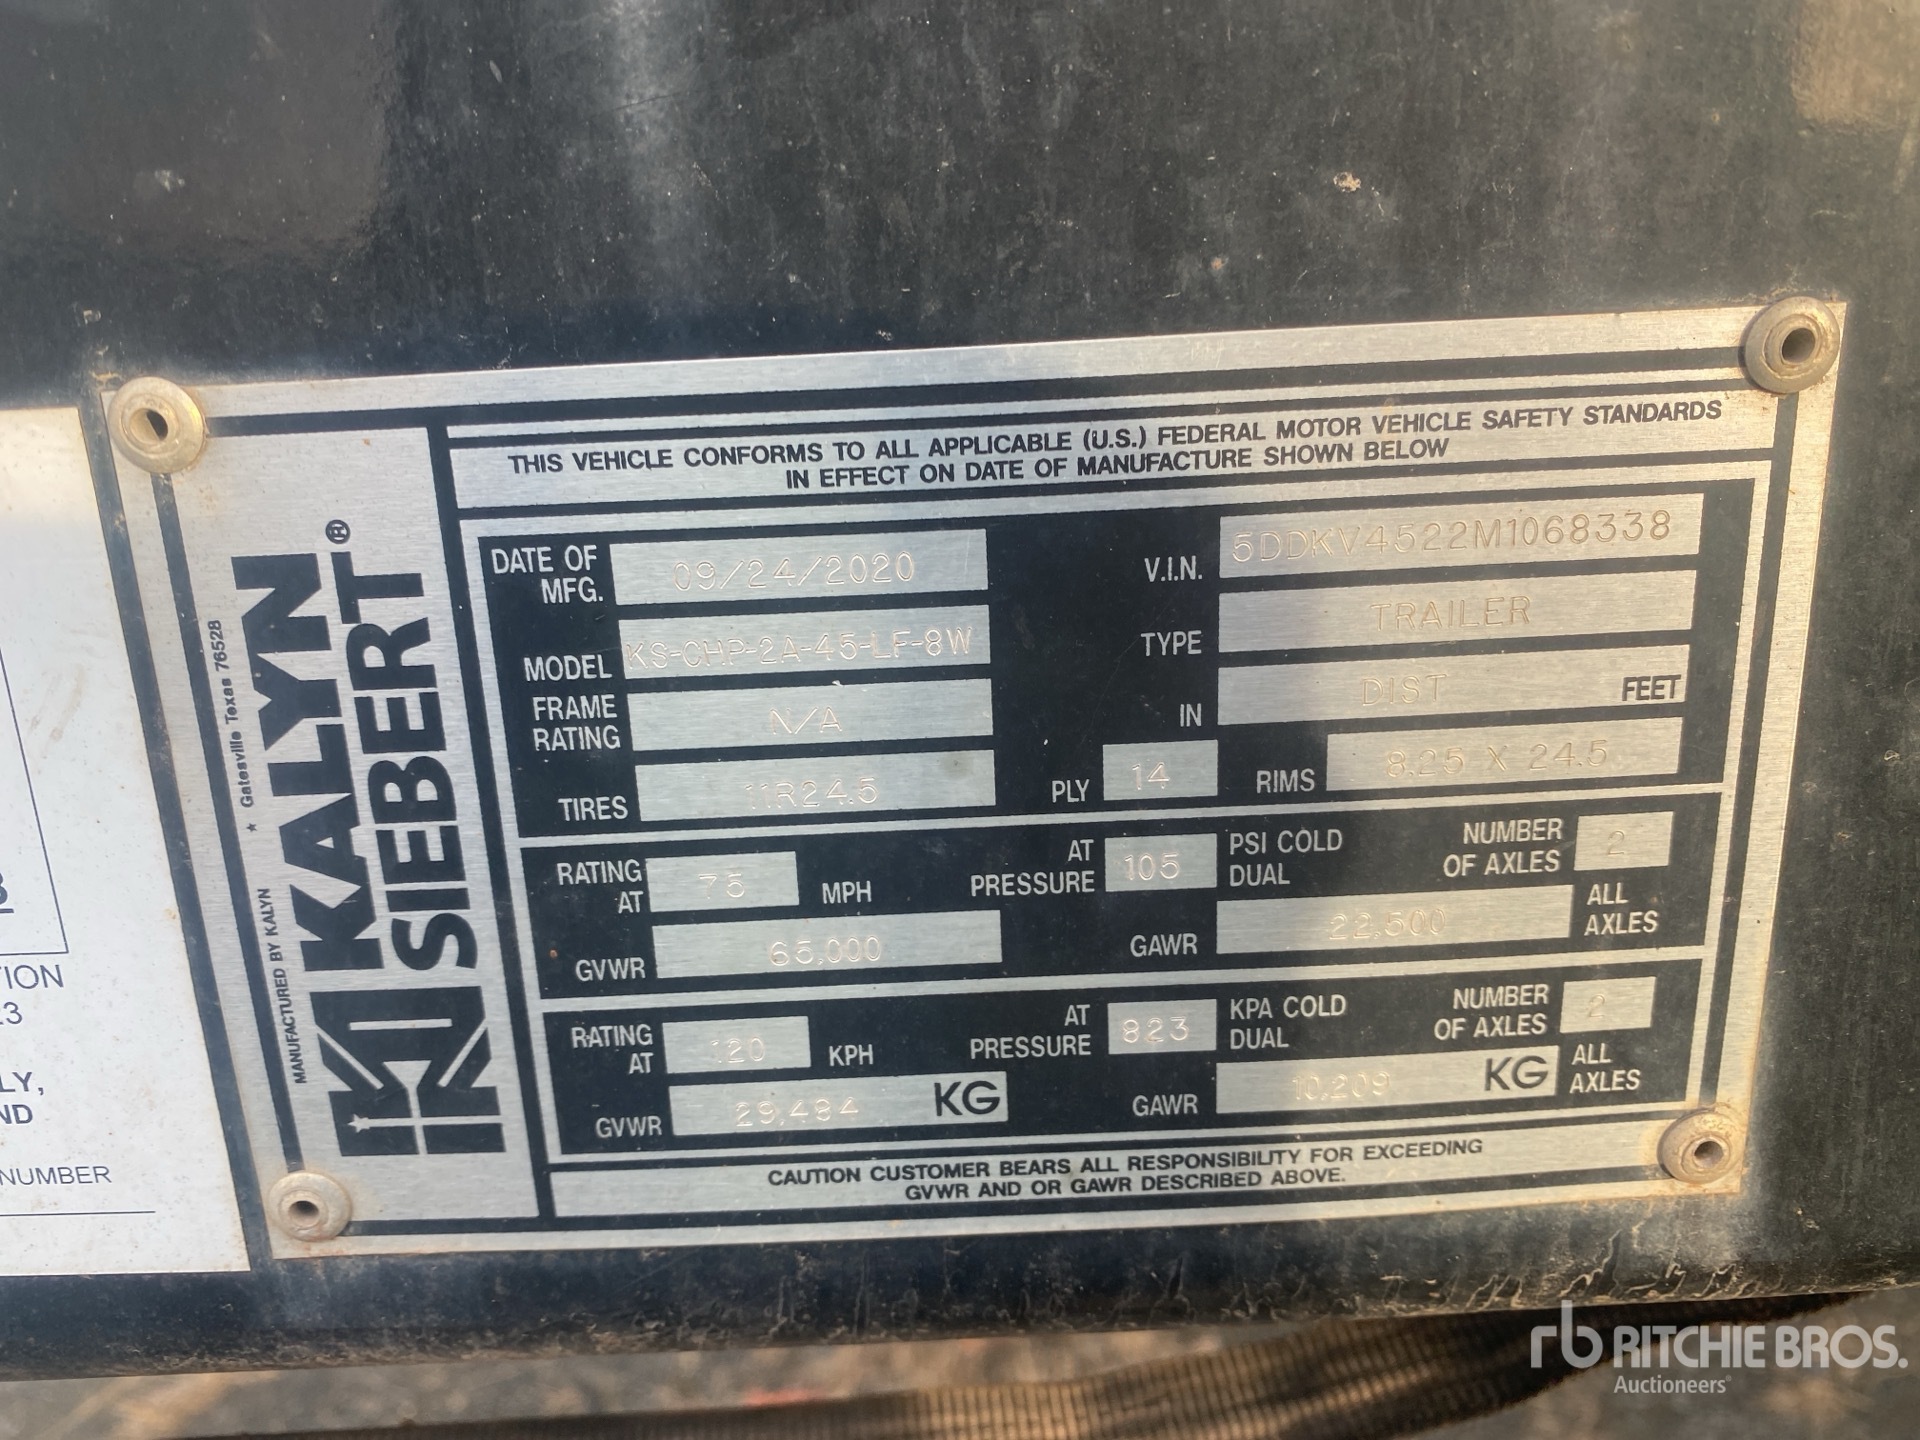 THIS VEHICLE CONFORMS TO ALL APPLICABLE (U.S.) FEDERAL MOTOR VEHICLE SAFETY STANDARDS
IN EFFECT ON DATE OF MANUFACTURE SHOWN BELOW
KALYN
SIEBERT®
MANUFACTURED BY KALYN ★ Gatesville Texas 76528
DATE OF MFG. 09/24/2020
V.I.N. 5DDKV4522M1068338
MODEL KS-CHP-2A-45-LF-8W
TYPE TRAILER
FRAME RATING N/A
IN DIST FEET
TIRES 11R24.5
PLY 14
RIMS 8.25 X 24.5
RATING AT 75 MPH
AT PRESSURE 105 PSI COLD DUAL
NUMBER OF AXLES 2
GVWR 65,000
GAWR 22,500 ALL AXLES
RATING AT 120 KPH
AT PRESSURE 823 KPA COLD DUAL
NUMBER OF AXLES 2
GVWR 29,484 KG
GAWR 10,209 KG ALL AXLES
CAUTION CUSTOMER BEARS ALL RESPONSIBILITY FOR EXCEEDING
GVWR AND OR GAWR DESCRIBED ABOVE.
NUMBER
rb RITCHIE BROS.
Auctioneers